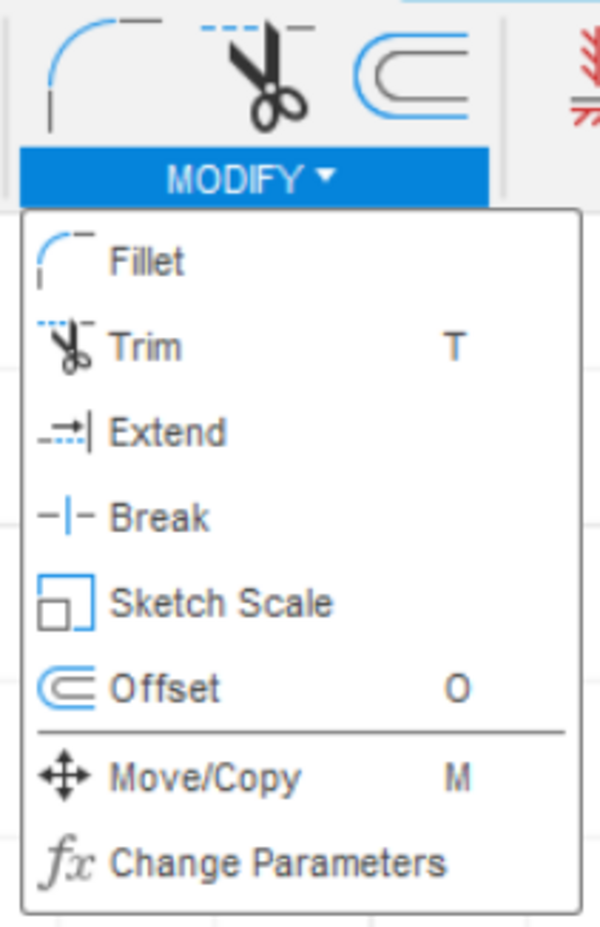 MODIFY
Fillet
Trim T
Extend
Break
Sketch Scale
Offset O
Move/Copy M
fx Change Parameters